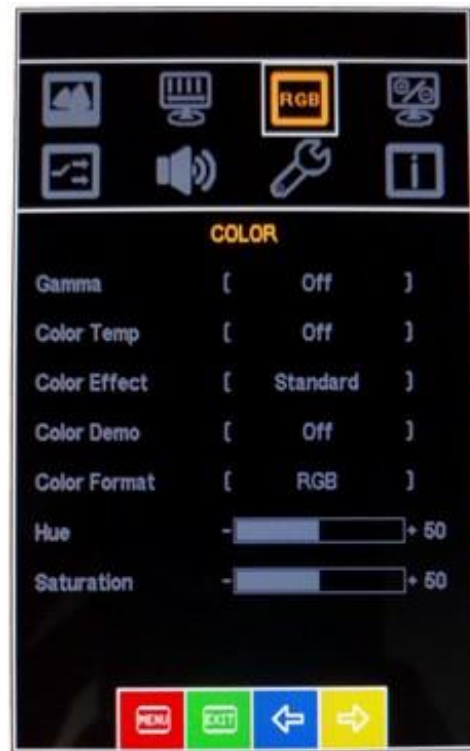 RGB
COLOR
Gamma [ Off ]
Color Temp [ Off ]
Color Effect [ Standard ]
Color Demo [ Off ]
Color Format [ RGB ]
Hue - + 50
Saturation - + 50
MENU EXIT